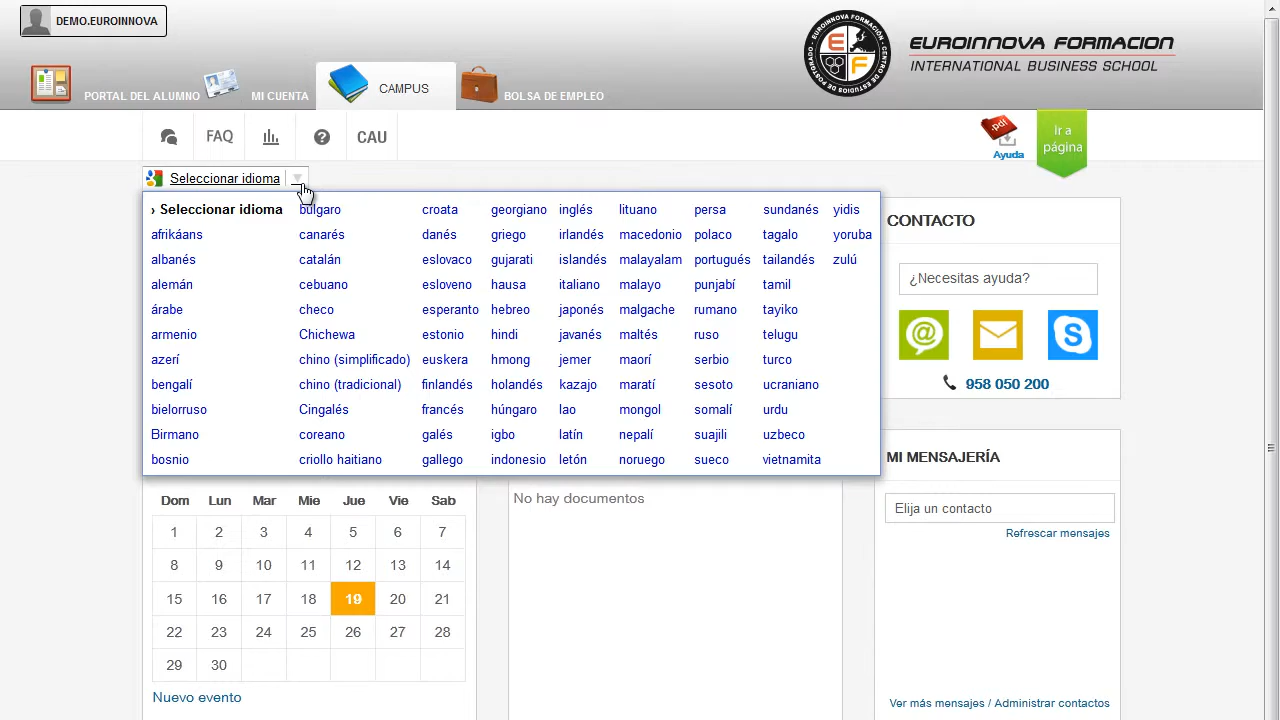 DEMO.EUROINNOVA
EUROINNOVA FORMACION
INTERNATIONAL BUSINESS SCHOOL
EUROINNOVA FORMACIÓN
CENTRO DE ESTUDIOS DE POSTGRADO
E F
PORTAL DEL ALUMNO
MI CUENTA
CAMPUS
BOLSA DE EMPLEO
FAQ
?
CAU
.pdf
Ayuda
Ir a
página
Seleccionar idioma
› Seleccionar idioma bulgaro croata georgiano inglés lituano persa sundanés yidis
afrikáans canarés danés griego irlandés macedonio polaco tagalo yoruba
albanés catalán eslovaco gujarati islandés malayalam portugués tailandés zulú
alemán cebuano esloveno hausa italiano malayo punjabí tamil
árabe checo esperanto hebreo japonés malgache rumano tayiko
armenio Chichewa estonio hindi javanés maltés ruso telugu
azerí chino (simplificado) euskera hmong jemer maorí serbio turco
bengalí chino (tradicional) finlandés holandés kazajo maratí sesoto ucraniano
bielorruso Cingalés francés húngaro lao mongol somalí urdu
Birmano coreano galés igbo latín nepalí suajili uzbeco
bosnio criollo haitiano gallego indonesio letón noruego sueco vietnamita
CONTACTO
¿Necesitas ayuda?
@
S
958 050 200
Dom Lun Mar Mie Jue Vie Sab
1 2 3 4 5 6 7
8 9 10 11 12 13 14
15 16 17 18 19 20 21
22 23 24 25 26 27 28
29 30
Nuevo evento
No hay documentos
MI MENSAJERÍA
Elija un contacto
Refrescar mensajes
Ver más mensajes / Administrar contactos